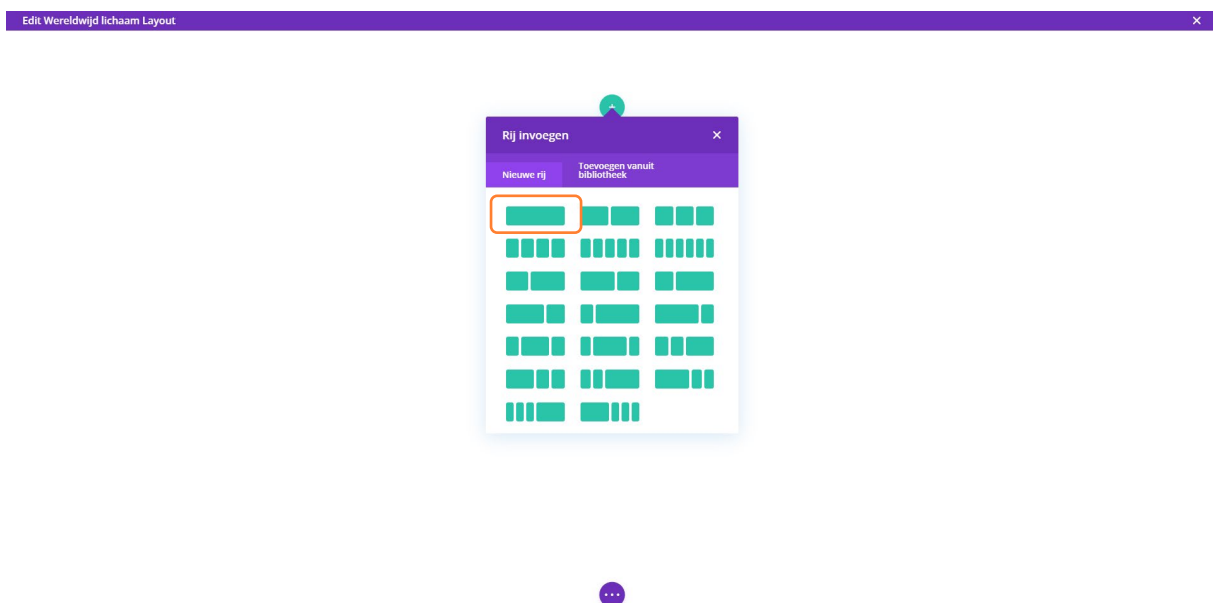 Edit Wereldwijd lichaam Layout
Rij invoegen
Nieuwe rij
Toevoegen vanuit
bibliotheek